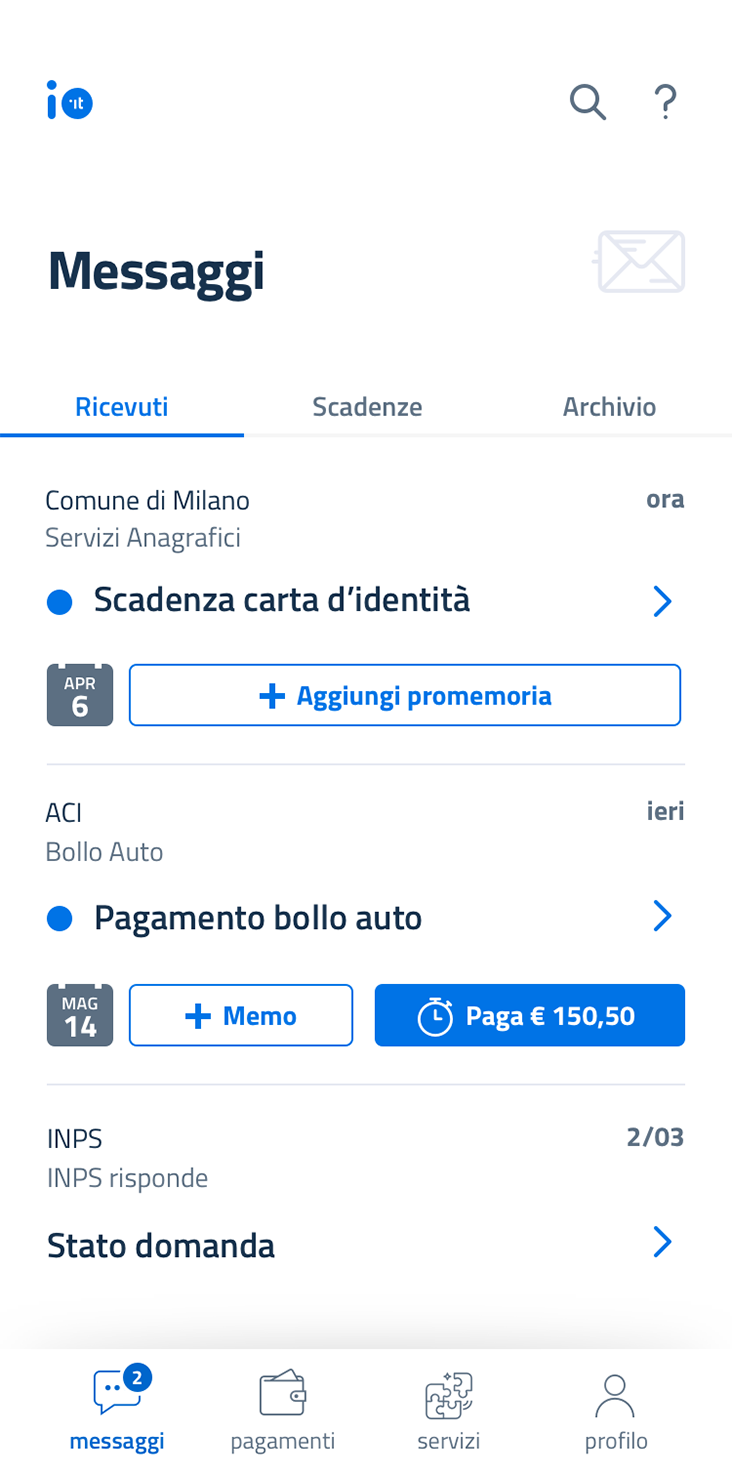 io .it
Messaggi
Ricevuti Scadenze Archivio
Comune di Milano ora
Servizi Anagrafici
Scadenza carta d’identità
APR
6
Aggiungi promemoria
ACI ieri
Bollo Auto
Pagamento bollo auto
MAG
14
Memo Paga € 150,50
INPS 2/03
INPS risponde
Stato domanda
2
messaggi pagamenti servizi profilo